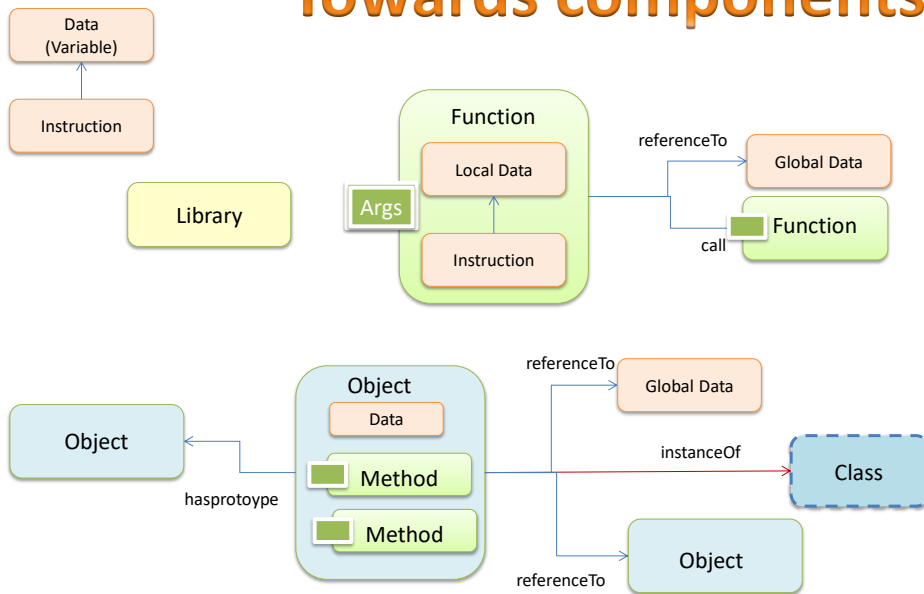 Towards components
Data
(Variable)
Instruction
Library
Function
Local Data
Args
Instruction
referenceTo
Global Data
Function
call
Object
hasprotoype
Object
Data
Method
Method
referenceTo
Global Data
instanceOf
Class
Object
referenceTo